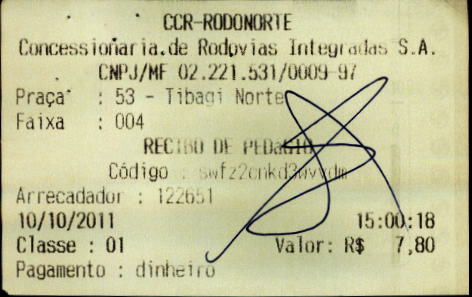 CCR-RODONORTE
Concessionaria.de Rodovias Integradas S.A.
CNPJ/MF 02.221.531/0009-97
Praça : 53 - Tibagi Norte
Faixa : 004
RECIBO DE PEDAGIO
Código :
Arrecadador : 122651
10/10/2011 15:00:18
Classe : 01 Valor: R$ 7,80
Pagamento : dinheiro